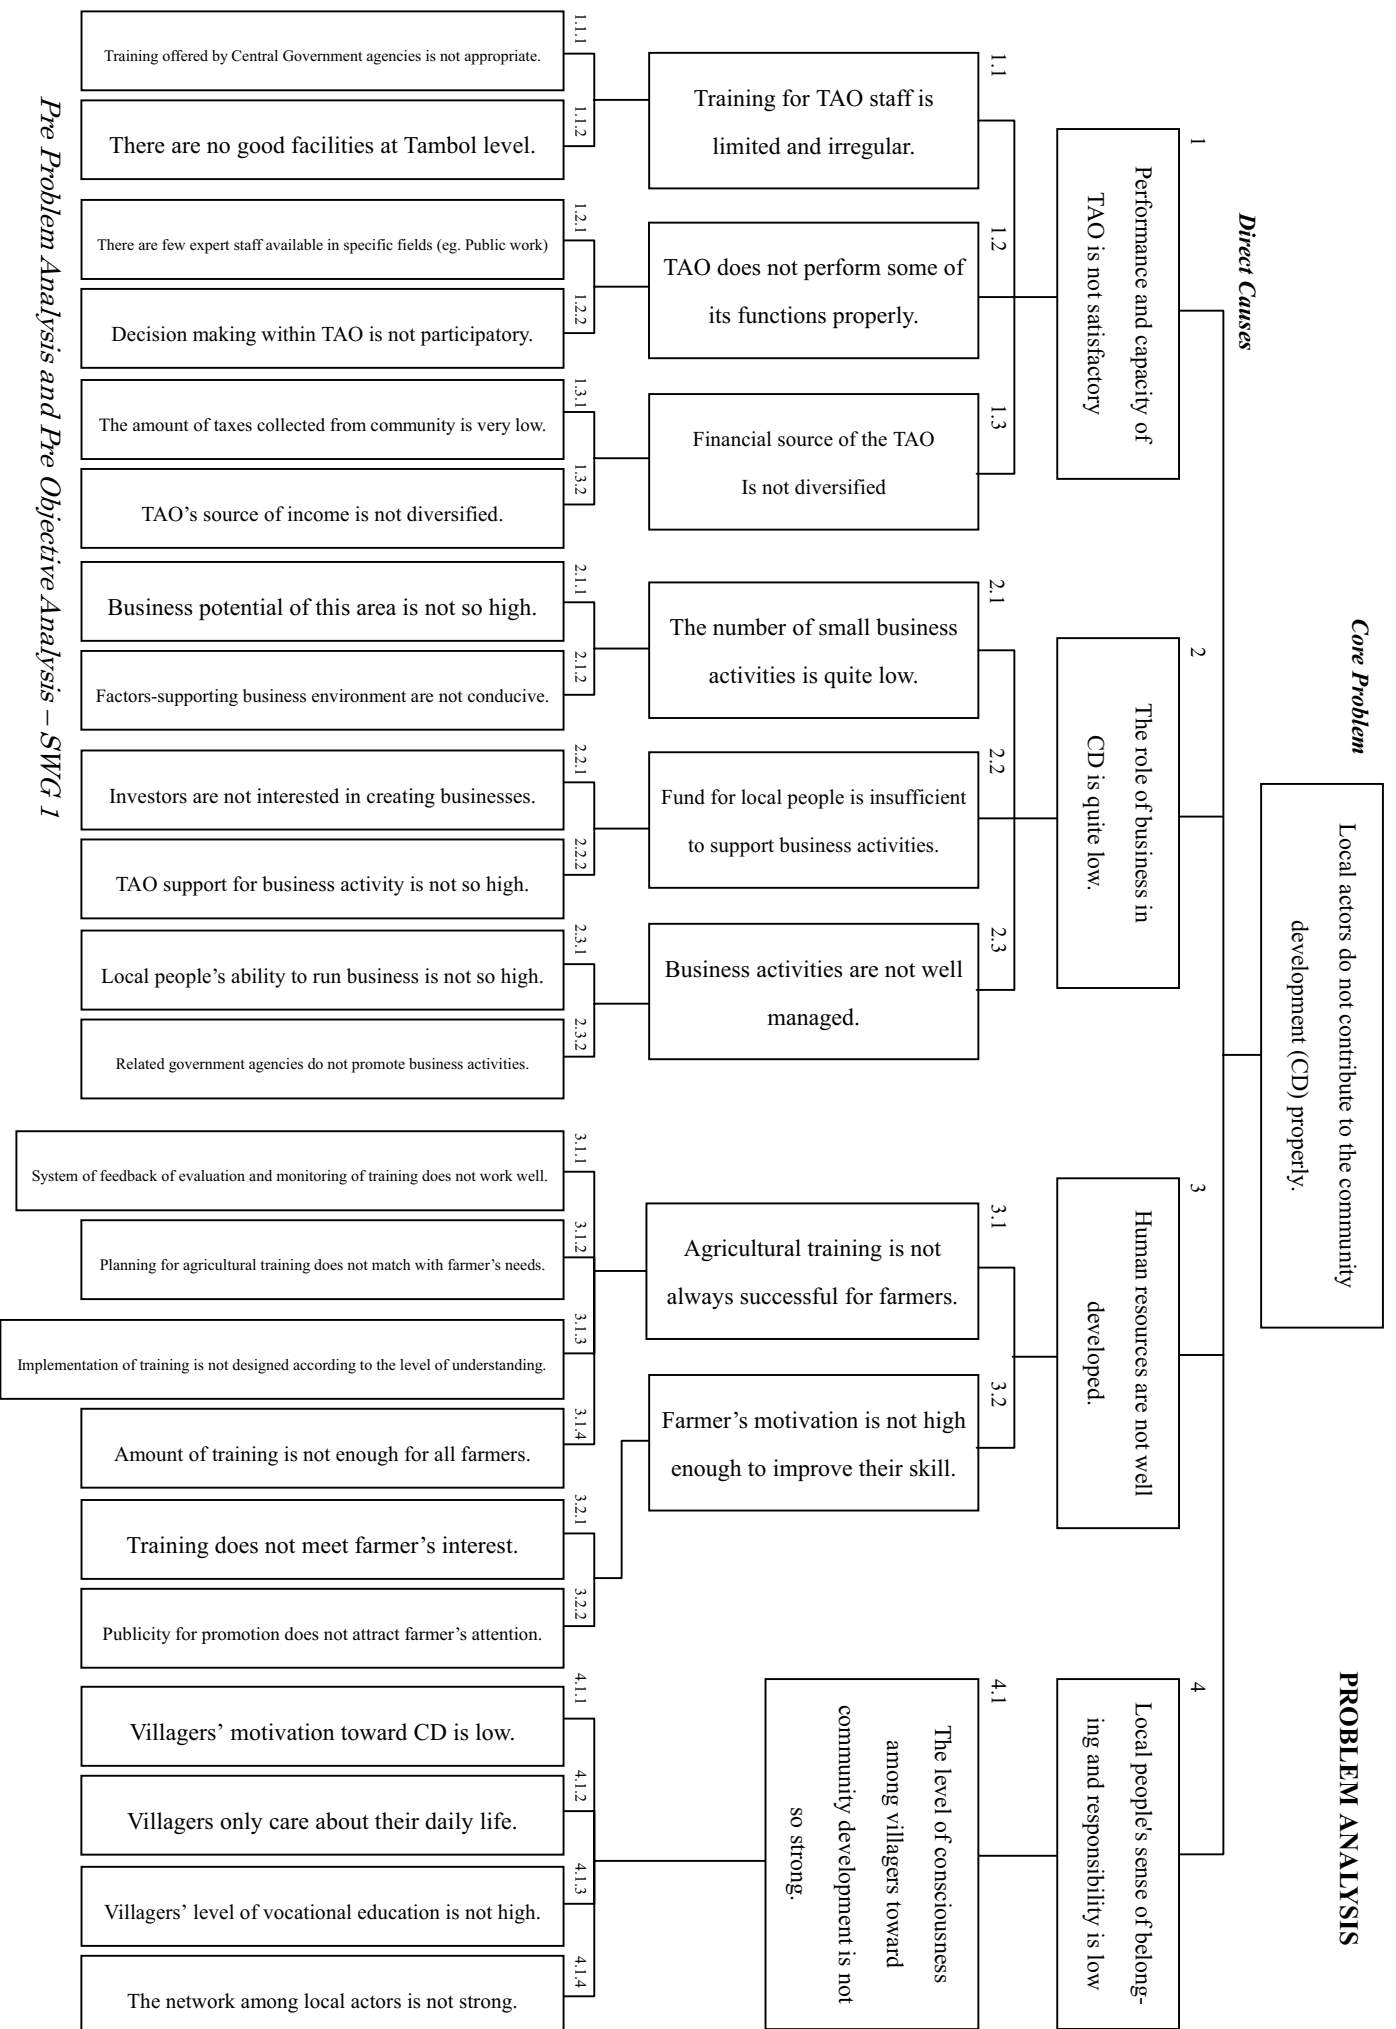 PROBLEM ANALYSIS
Core Problem
Local actors do not contribute to the community
development (CD) properly.
Direct Causes
1
Performance and capacity of
TAO is not satisfactory
2
The role of business in
CD is quite low.
3
Human resources are not well
developed.
4
Local people's sense of belong-
ing and responsibility is low
1.1
Training for TAO staff is
limited and irregular.
1.2
TAO does not perform some of
its functions properly.
1.3
Financial source of the TAO
Is not diversified
2.1
The number of small business
activities is quite low.
2.2
Fund for local people is insufficient
to support business activities.
2.3
Business activities are not well
managed.
3.1
Agricultural training is not
always successful for farmers.
3.2
Farmer’s motivation is not high
enough to improve their skill.
4.1
The level of consciousness
among villagers toward
community development is not
so strong.
1.1.1
Training offered by Central Government agencies is not appropriate.
1.1.2
There are no good facilities at Tambol level.
1.2.1
There are few expert staff available in specific fields (eg. Public work)
1.2.2
Decision making within TAO is not participatory.
1.3.1
The amount of taxes collected from community is very low.
1.3.2
TAO’s source of income is not diversified.
2.1.1
Business potential of this area is not so high.
2.1.2
Factors-supporting business environment are not conducive.
2.2.1
Investors are not interested in creating businesses.
2.2.2
TAO support for business activity is not so high.
2.3.1
Local people’s ability to run business is not so high.
2.3.2
Related government agencies do not promote business activities.
3.1.1
System of feedback of evaluation and monitoring of training does not work well.
3.1.2
Planning for agricultural training does not match with farmer’s needs.
3.1.3
Implementation of training is not designed according to the level of understanding.
3.1.4
Amount of training is not enough for all farmers.
3.2.1
Training does not meet farmer’s interest.
3.2.2
Publicity for promotion does not attract farmer’s attention.
4.1.1
Villagers’ motivation toward CD is low.
4.1.2
Villagers only care about their daily life.
4.1.3
Villagers’ level of vocational education is not high.
4.1.4
The network among local actors is not strong.
Pre Problem Analysis and Pre Objective Analysis – SWG 1